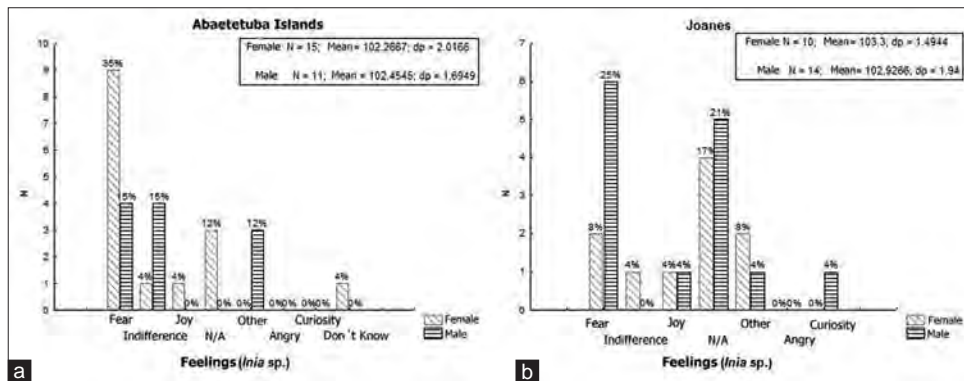 Abaetetuba Islands
Female N = 15; Mean= 102.2667; dp = 2.0166
Male N = 11; Mean= 102.4545; dp = 1.6949
10
9
8
7
6
5
4
3
2
1
0
N
35%
15%
4%
15%
4%
0%
12%
0%
0%
12%
0%
0%
0%
0%
4%
0%
Fear
Joy
Other
Curiosity
Indifference
N/A
Angry
Don't Know
Female
Male
Feelings (Inia sp.)
a
Joanes
Female N = 10; Mean= 103.3; dp = 1.4944
Male N = 14; Mean= 102.9266; dp = 1.94
7
6
5
4
3
2
1
0
N
8%
25%
4%
0%
4%
4%
17%
21%
8%
4%
0%
0%
0%
4%
Fear
Joy
Other
Curiosity
Indifference
N/A
Angry
Female
Male
Feelings (Inia sp.)
b